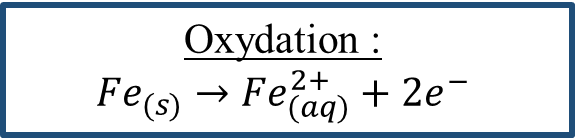 Oxydation :
Fe₍ₛ₎ → Fe²⁺₍aq₎ + 2e⁻